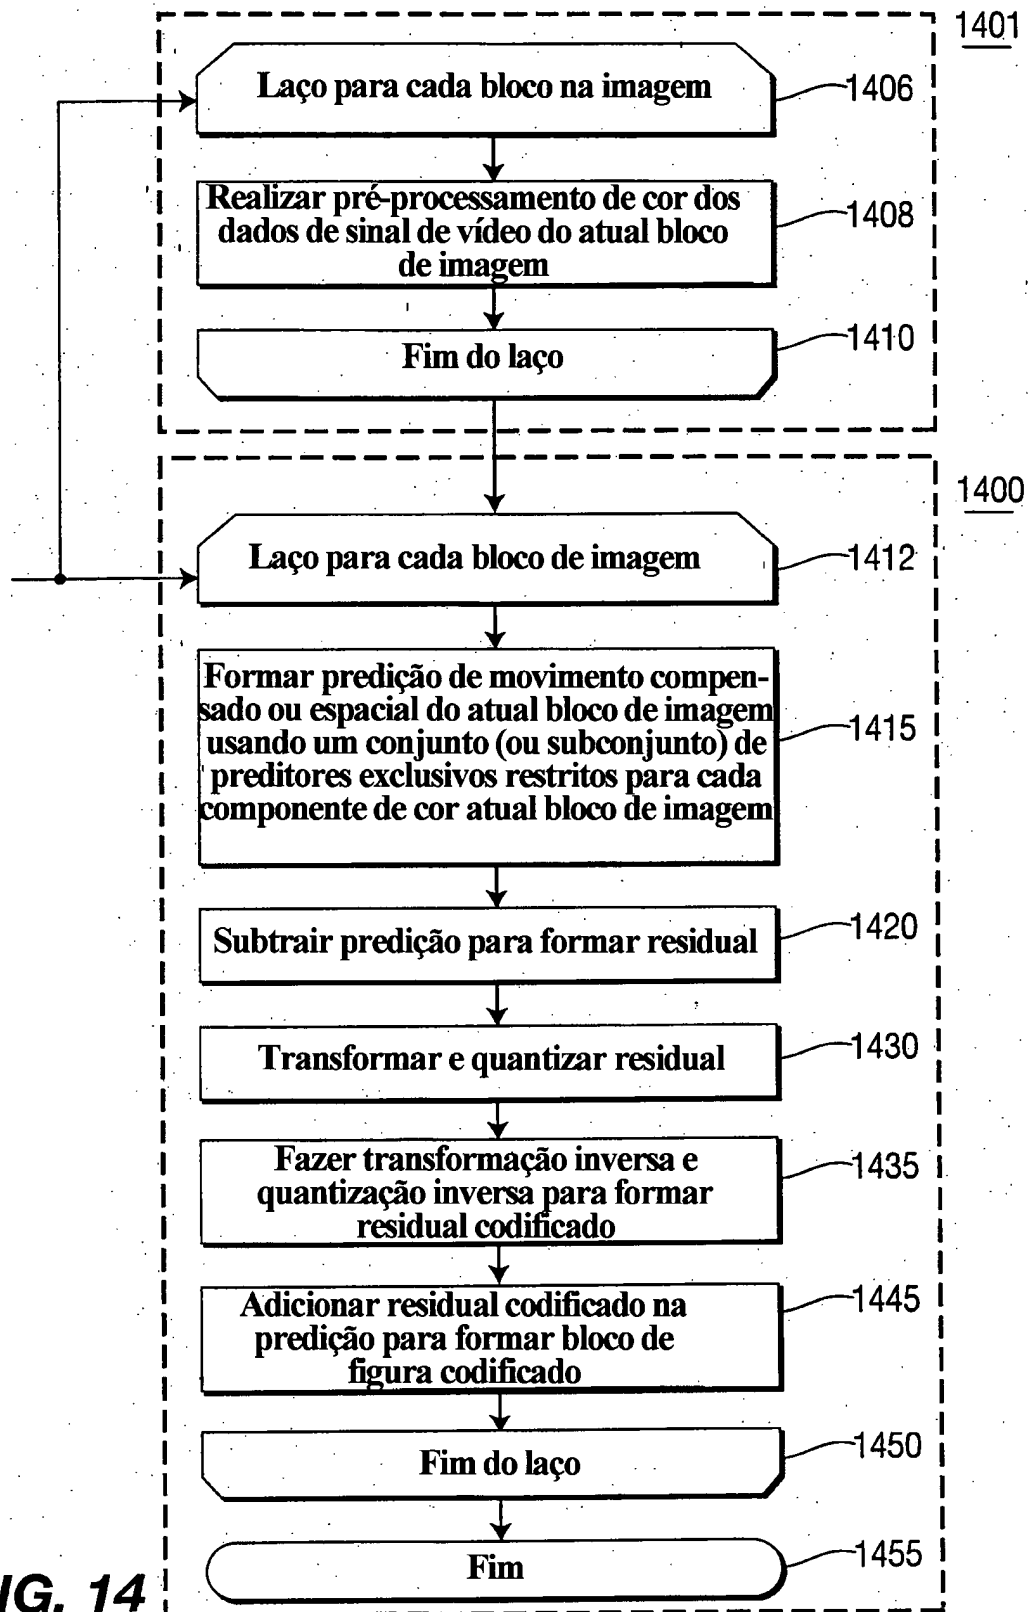 1401
Laço para cada bloco na imagem
1406
Realizar pré-processamento de cor dos
dados de sinal de vídeo do atual bloco
de imagem
1408
Fim do laço
1410
1400
Laço para cada bloco de imagem
1412
Formar predição de movimento compen-
sado ou espacial do atual bloco de imagem
usando um conjunto (ou subconjunto) de
preditores exclusivos restritos para cada
componente de cor atual bloco de imagem
1415
Subtrair predição para formar residual
1420
Transformar e quantizar residual
1430
Fazer transformação inversa e
quantização inversa para formar
residual codificado
1435
Adicionar residual codificado na
predição para formar bloco de
figura codificado
1445
Fim do laço
1450
Fim
1455
IG. 14